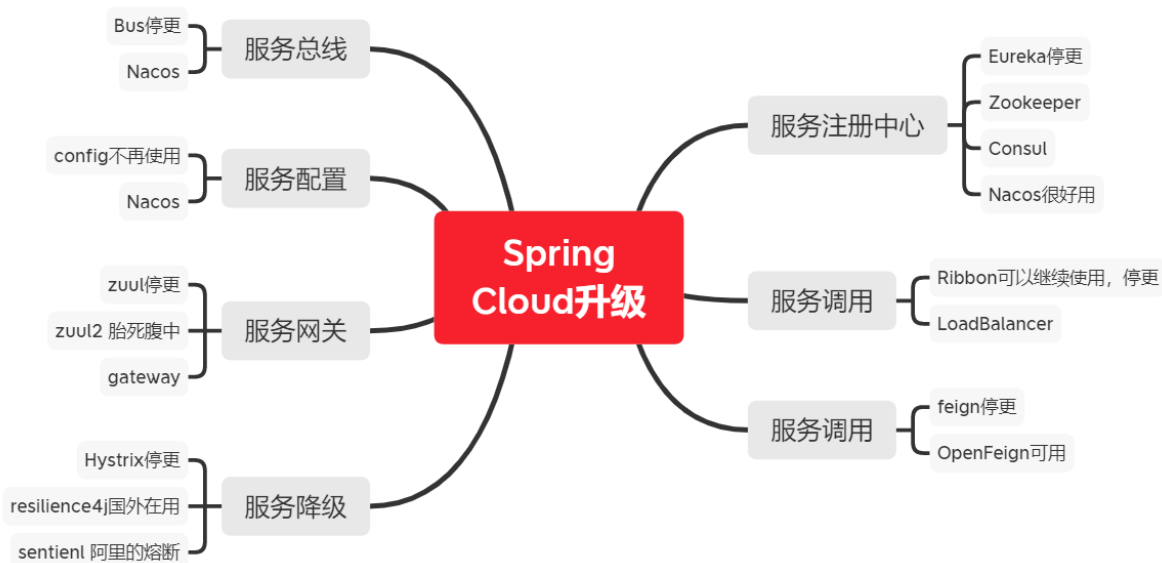 Spring
Cloud升级
服务总线
Bus停更
Nacos
服务配置
config不再使用
Nacos
服务网关
zuul停更
zuul2 胎死腹中
gateway
服务降级
Hystrix停更
resilience4j国外在用
sentienl 阿里的熔断
服务注册中心
Eureka停更
Zookeeper
Consul
Nacos很好用
服务调用
Ribbon可以继续使用，停更
LoadBalancer
服务调用
feign停更
OpenFeign可用